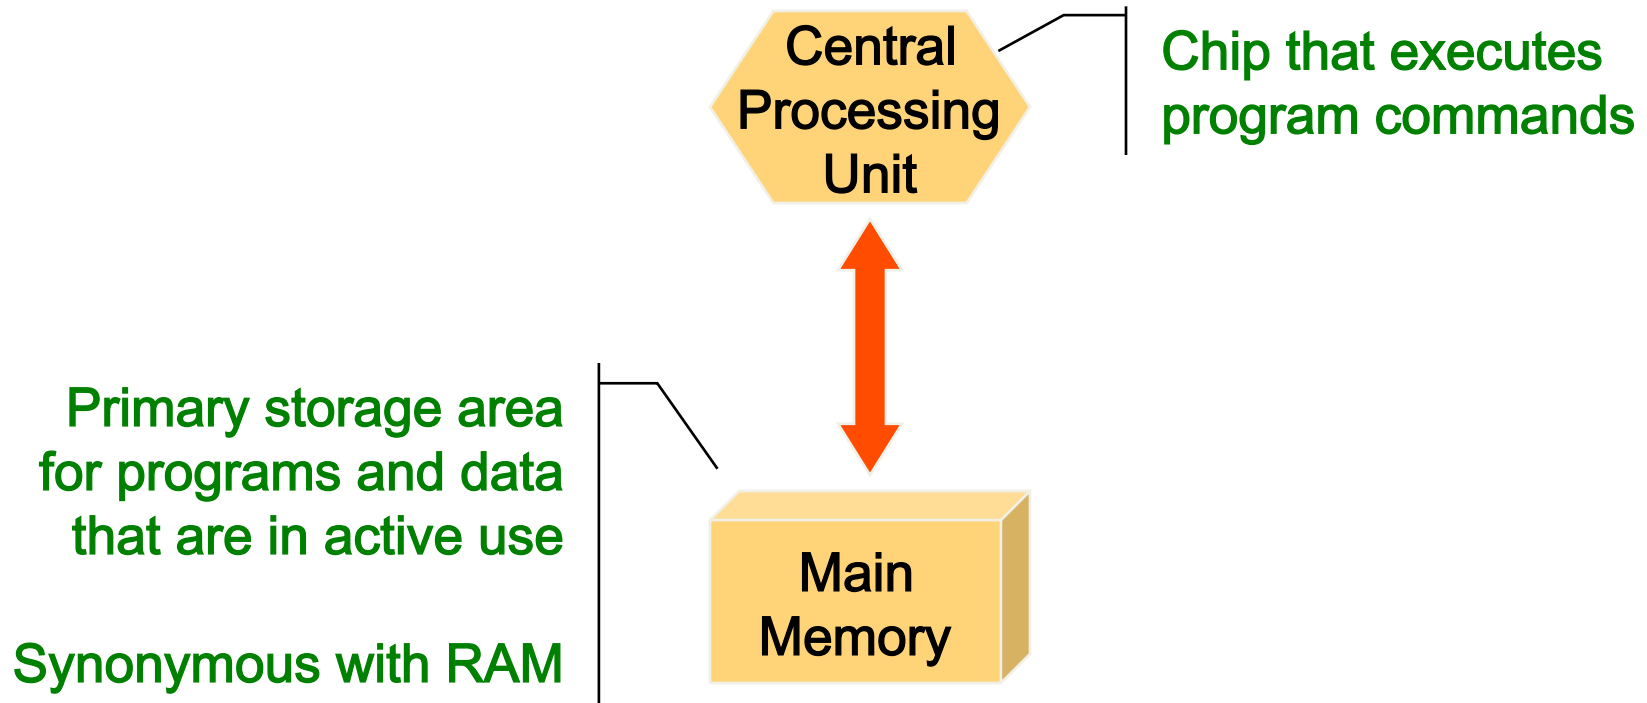 Central
Processing
Unit
Chip that executes
program commands
Primary storage area
for programs and data
that are in active use
Synonymous with RAM
Main
Memory